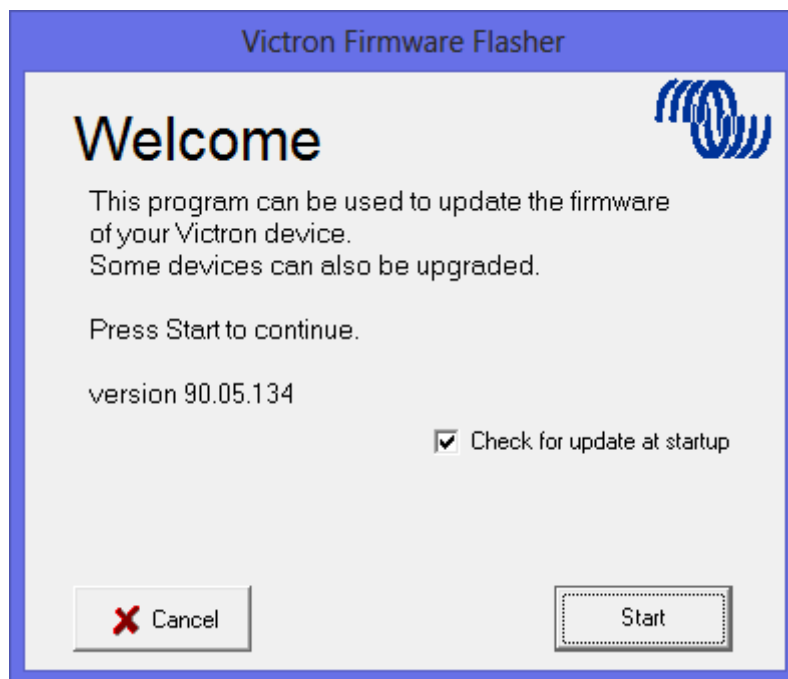 Victron Firmware Flasher
Welcome
This program can be used to update the firmware
of your Victron device.
Some devices can also be upgraded.
Press Start to continue.
version 90.05.134
Check for update at startup
Cancel
Start